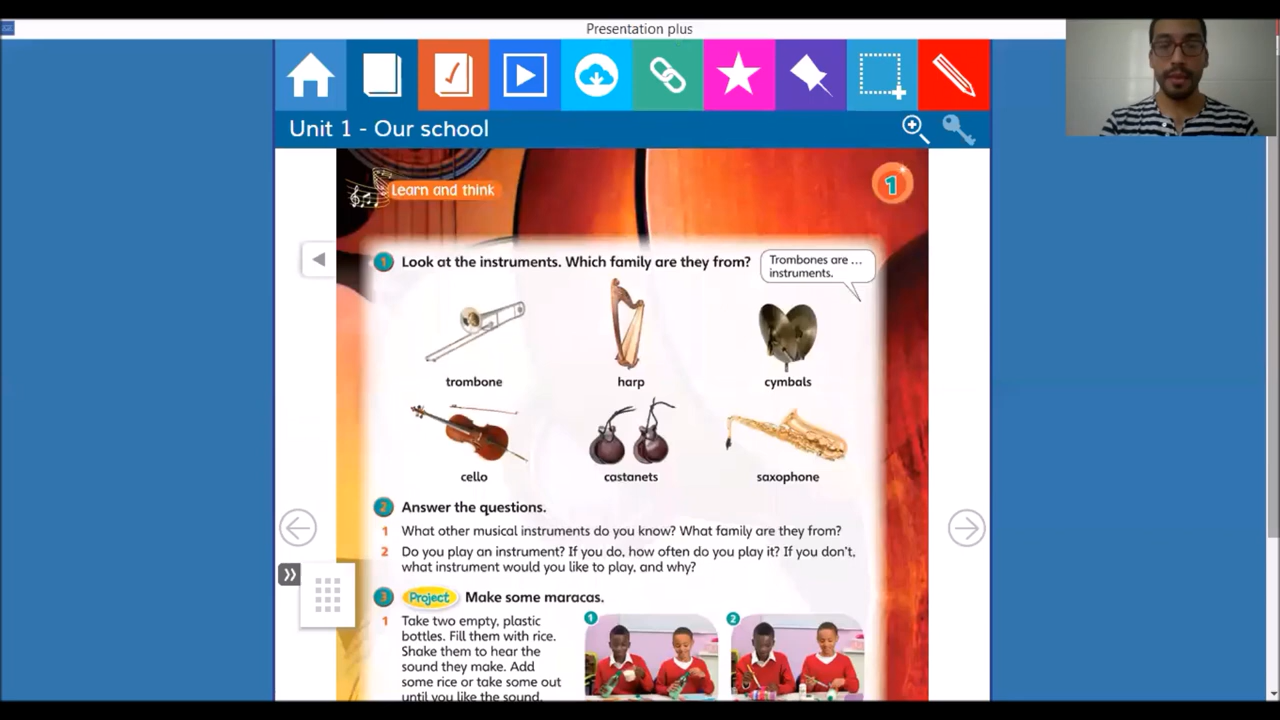 Presentation plus
Unit 1 - Our school
Learn and think
1
1 Look at the instruments. Which family are they from?
Trombones are ...
instruments.
trombone
harp
cymbals
cello
castanets
saxophone
2 Answer the questions.
1 What other musical instruments do you know? What family are they from?
2 Do you play an instrument? If you do, how often do you play it? If you don't,
what instrument would you like to play, and why?
3 Project Make some maracas.
1 Take two empty, plastic
bottles. Fill them with rice.
Shake them to hear the
sound they make. Add
some rice or take some out
until you like the sound.
1
2